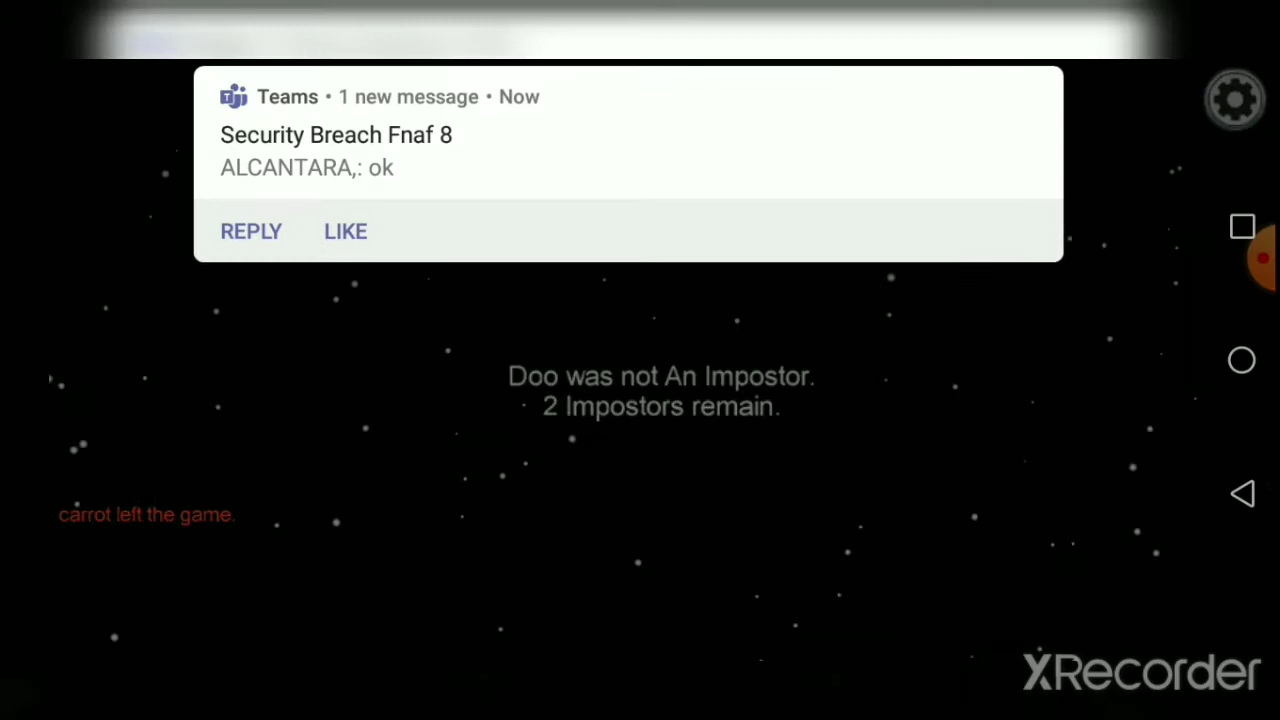 Teams • 1 new message • Now
Security Breach Fnaf 8
ALCANTARA,: ok
REPLY LIKE
Doo was not An Impostor.
2 Impostors remain.
carrot left the game.
XRecorder